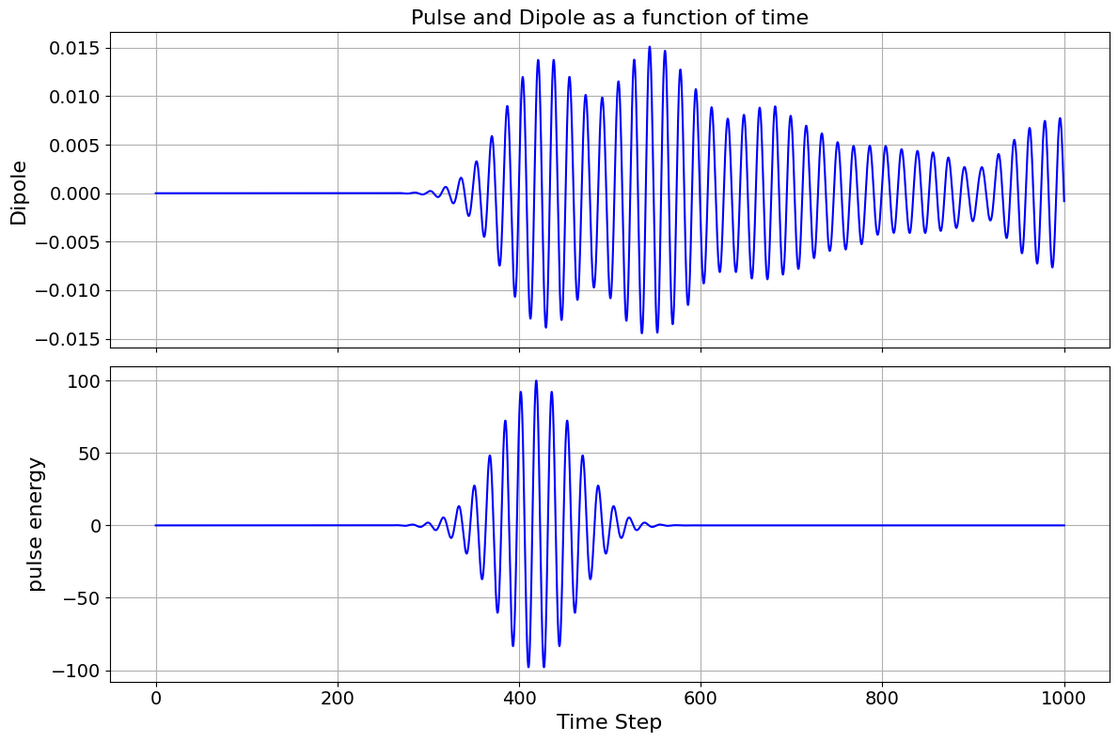 Pulse and Dipole as a function of time
Dipole
0.015
0.010
0.005
0.000
−0.005
−0.010
−0.015
pulse energy
100
50
0
−50
−100
0 200 400 600 800 1000
Time Step